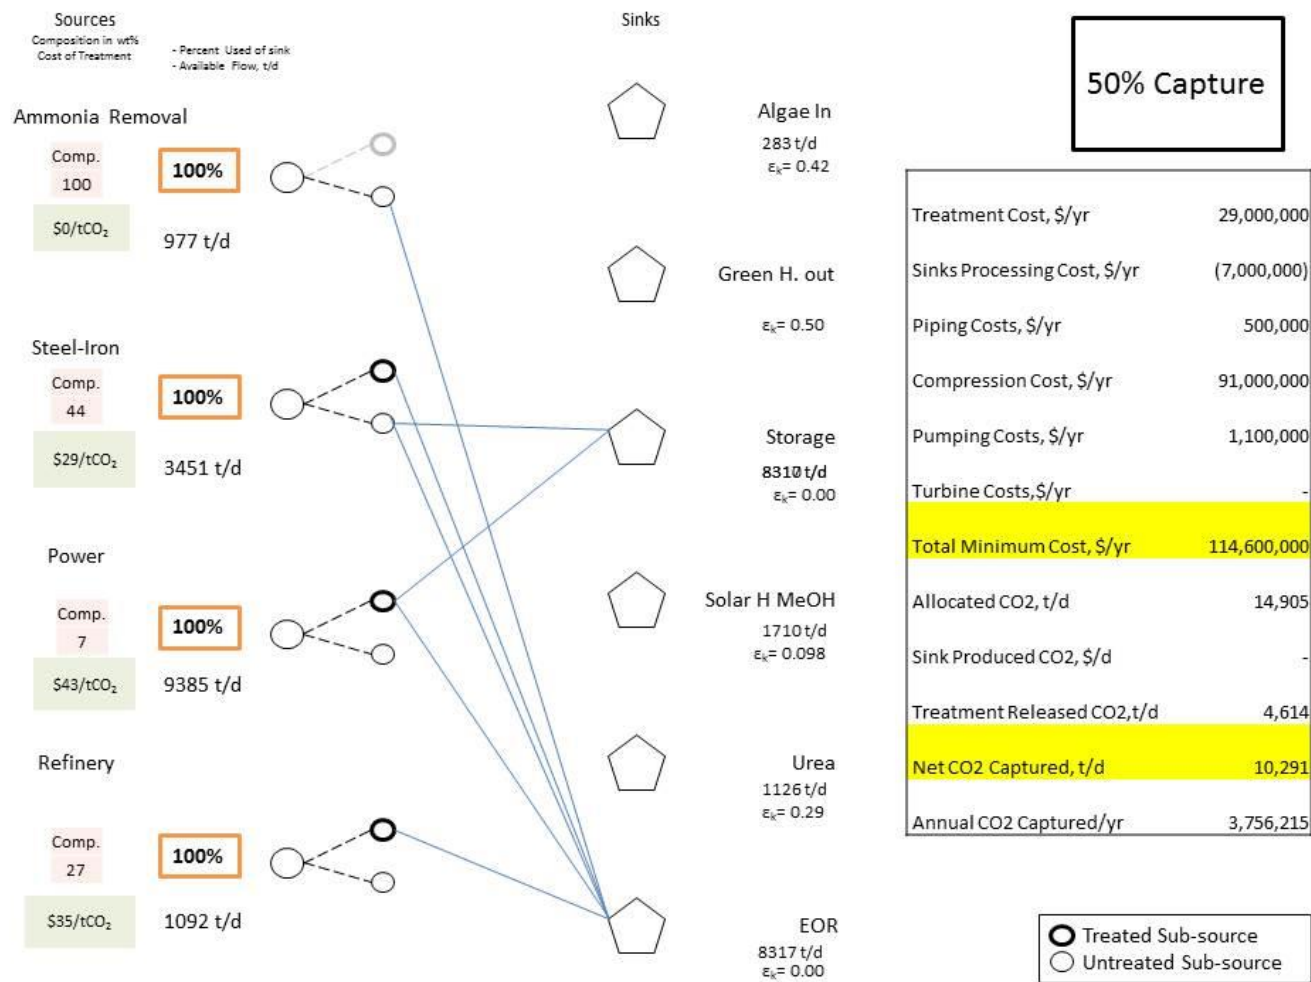 Sources
Composition in wt%
Cost of Treatment
- Percent Used of sink
- Available Flow, t/d
Sinks
50% Capture
Ammonia Removal
Comp.
100
100%
$0/tCO₂
977 t/d
Steel-Iron
Comp.
44
100%
$29/tCO₂
3451 t/d
Power
Comp.
7
100%
$43/tCO₂
9385 t/d
Refinery
Comp.
27
100%
$35/tCO₂
1092 t/d
Algae In
283 t/d
εₖ= 0.42
Green H. out
εₖ= 0.50
Storage
8317 t/d
εₖ= 0.00
Solar H MeOH
1710 t/d
εₖ= 0.098
Urea
1126 t/d
εₖ= 0.29
EOR
8317 t/d
εₖ= 0.00
Treatment Cost, $/yr 29,000,000
Sinks Processing Cost, $/yr (7,000,000)
Piping Costs, $/yr 500,000
Compression Cost, $/yr 91,000,000
Pumping Costs, $/yr 1,100,000
Turbine Costs,$/yr -
Total Minimum Cost, $/yr 114,600,000
Allocated CO2, t/d 14,905
Sink Produced CO2, $/d -
Treatment Released CO2,t/d 4,614
Net CO2 Captured, t/d 10,291
Annual CO2 Captured/yr 3,756,215
Treated Sub-source
Untreated Sub-source